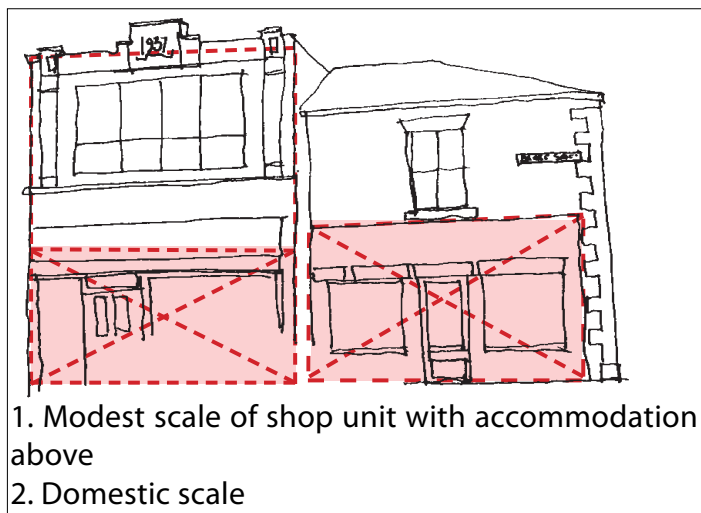 1937
1. Modest scale of shop unit with accommodation
above
2. Domestic scale